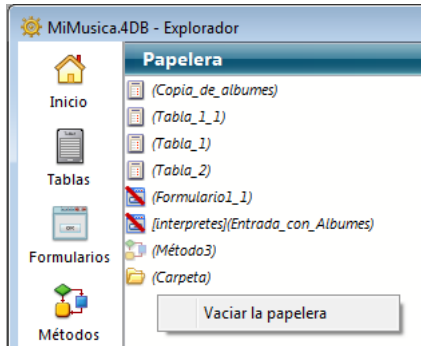 MiMusica.4DB - Explorador
Papelera
Inicio
Tablas
Formularios
Métodos
(Copia_de_albumes)
(Tabla_1_1)
(Tabla_1)
(Tabla_2)
(Formulario1_1)
[interpretes](Entrada_con_Albumes)
(Método3)
(Carpeta)
Vaciar la papelera